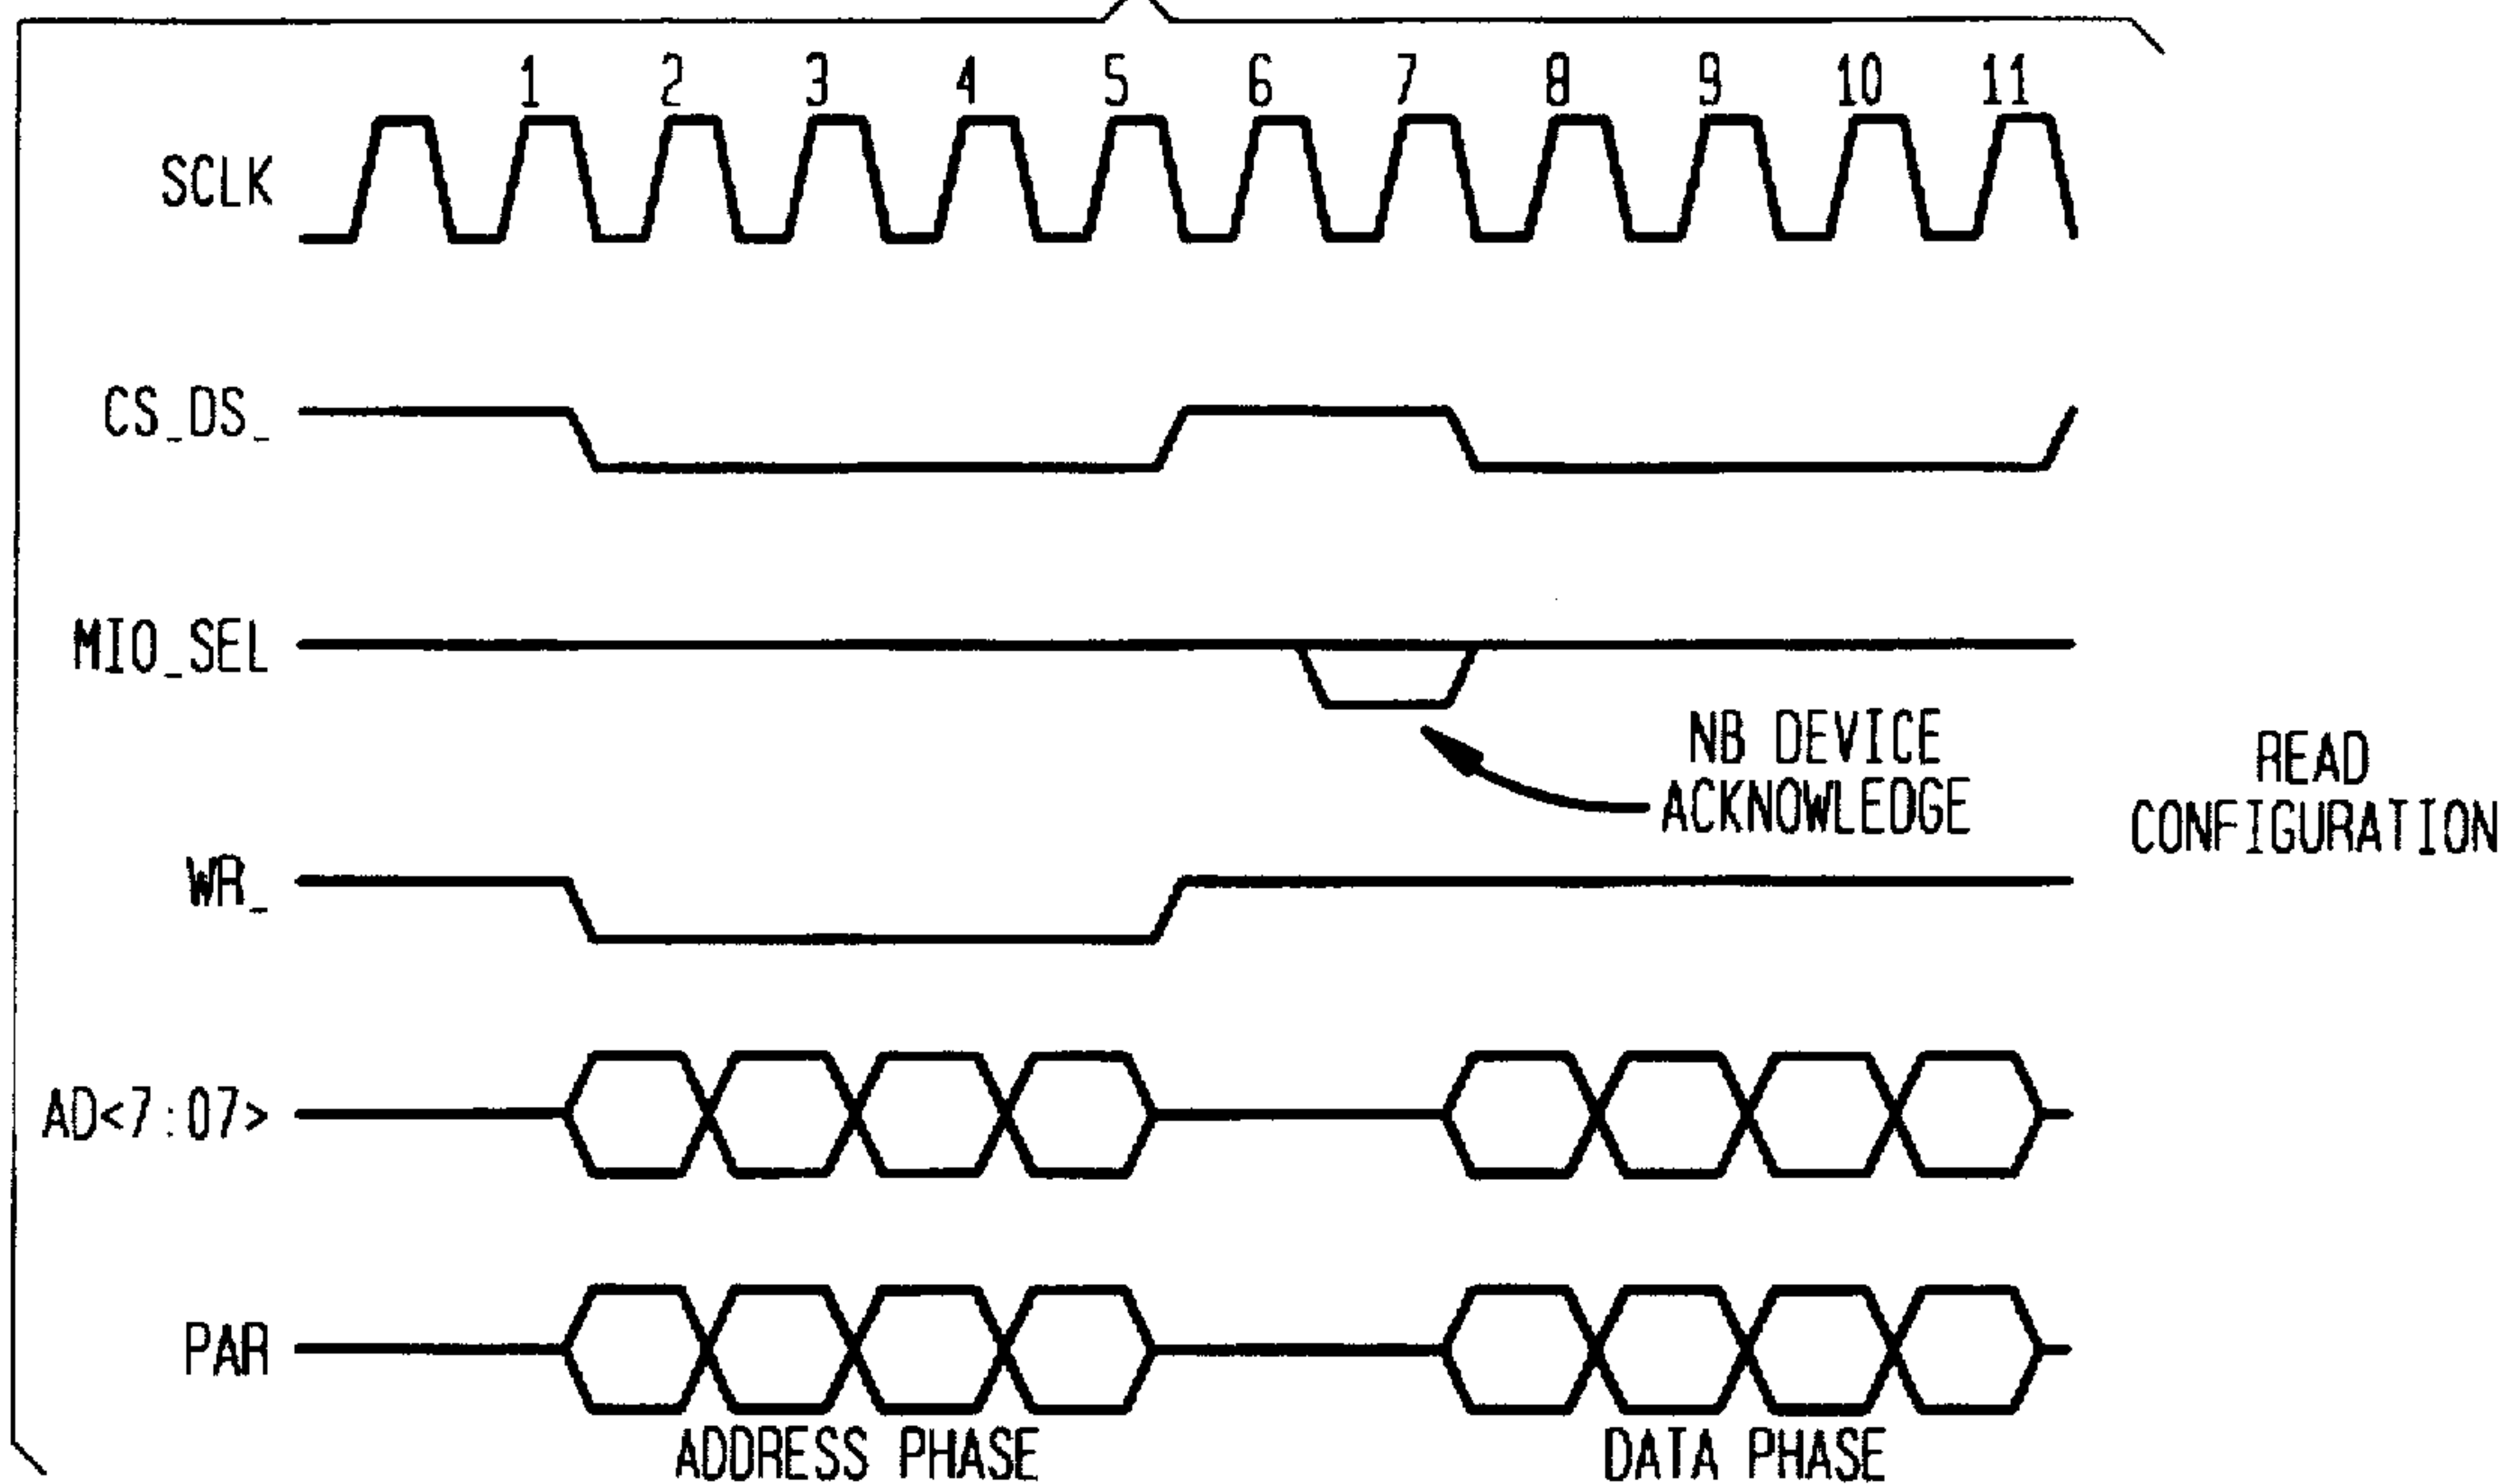 1 2 3 4 5 6 7 8 9 10 11
SCLK
CS_DS_
MIO_SEL
NB DEVICE
ACKNOWLEDGE
READ
CONFIGURATION
WR_
AD<7:07>
PAR
ADDRESS PHASE
DATA PHASE